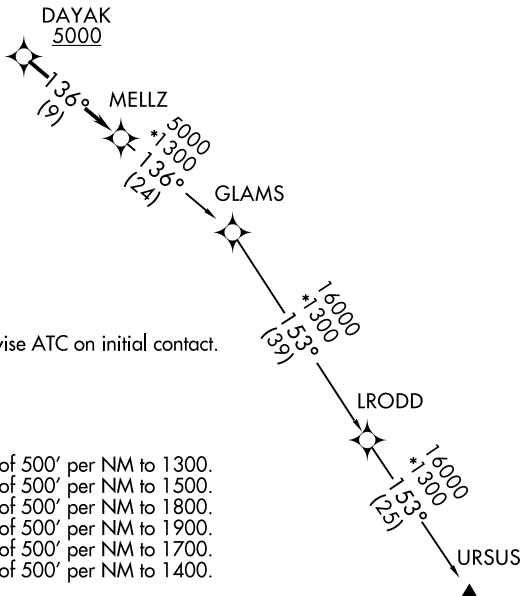 DAYAK
5000
136°
(9)
MELLZ
5000
*1300
136°
(24)
GLAMS
16000
*1300
153°
(39)
vise ATC on initial contact.
LRODD
16000
*1300
153°
(25)
of 500' per NM to 1300.
of 500' per NM to 1500.
of 500' per NM to 1800.
of 500' per NM to 1900.
of 500' per NM to 1700.
of 500' per NM to 1400.
URSUS